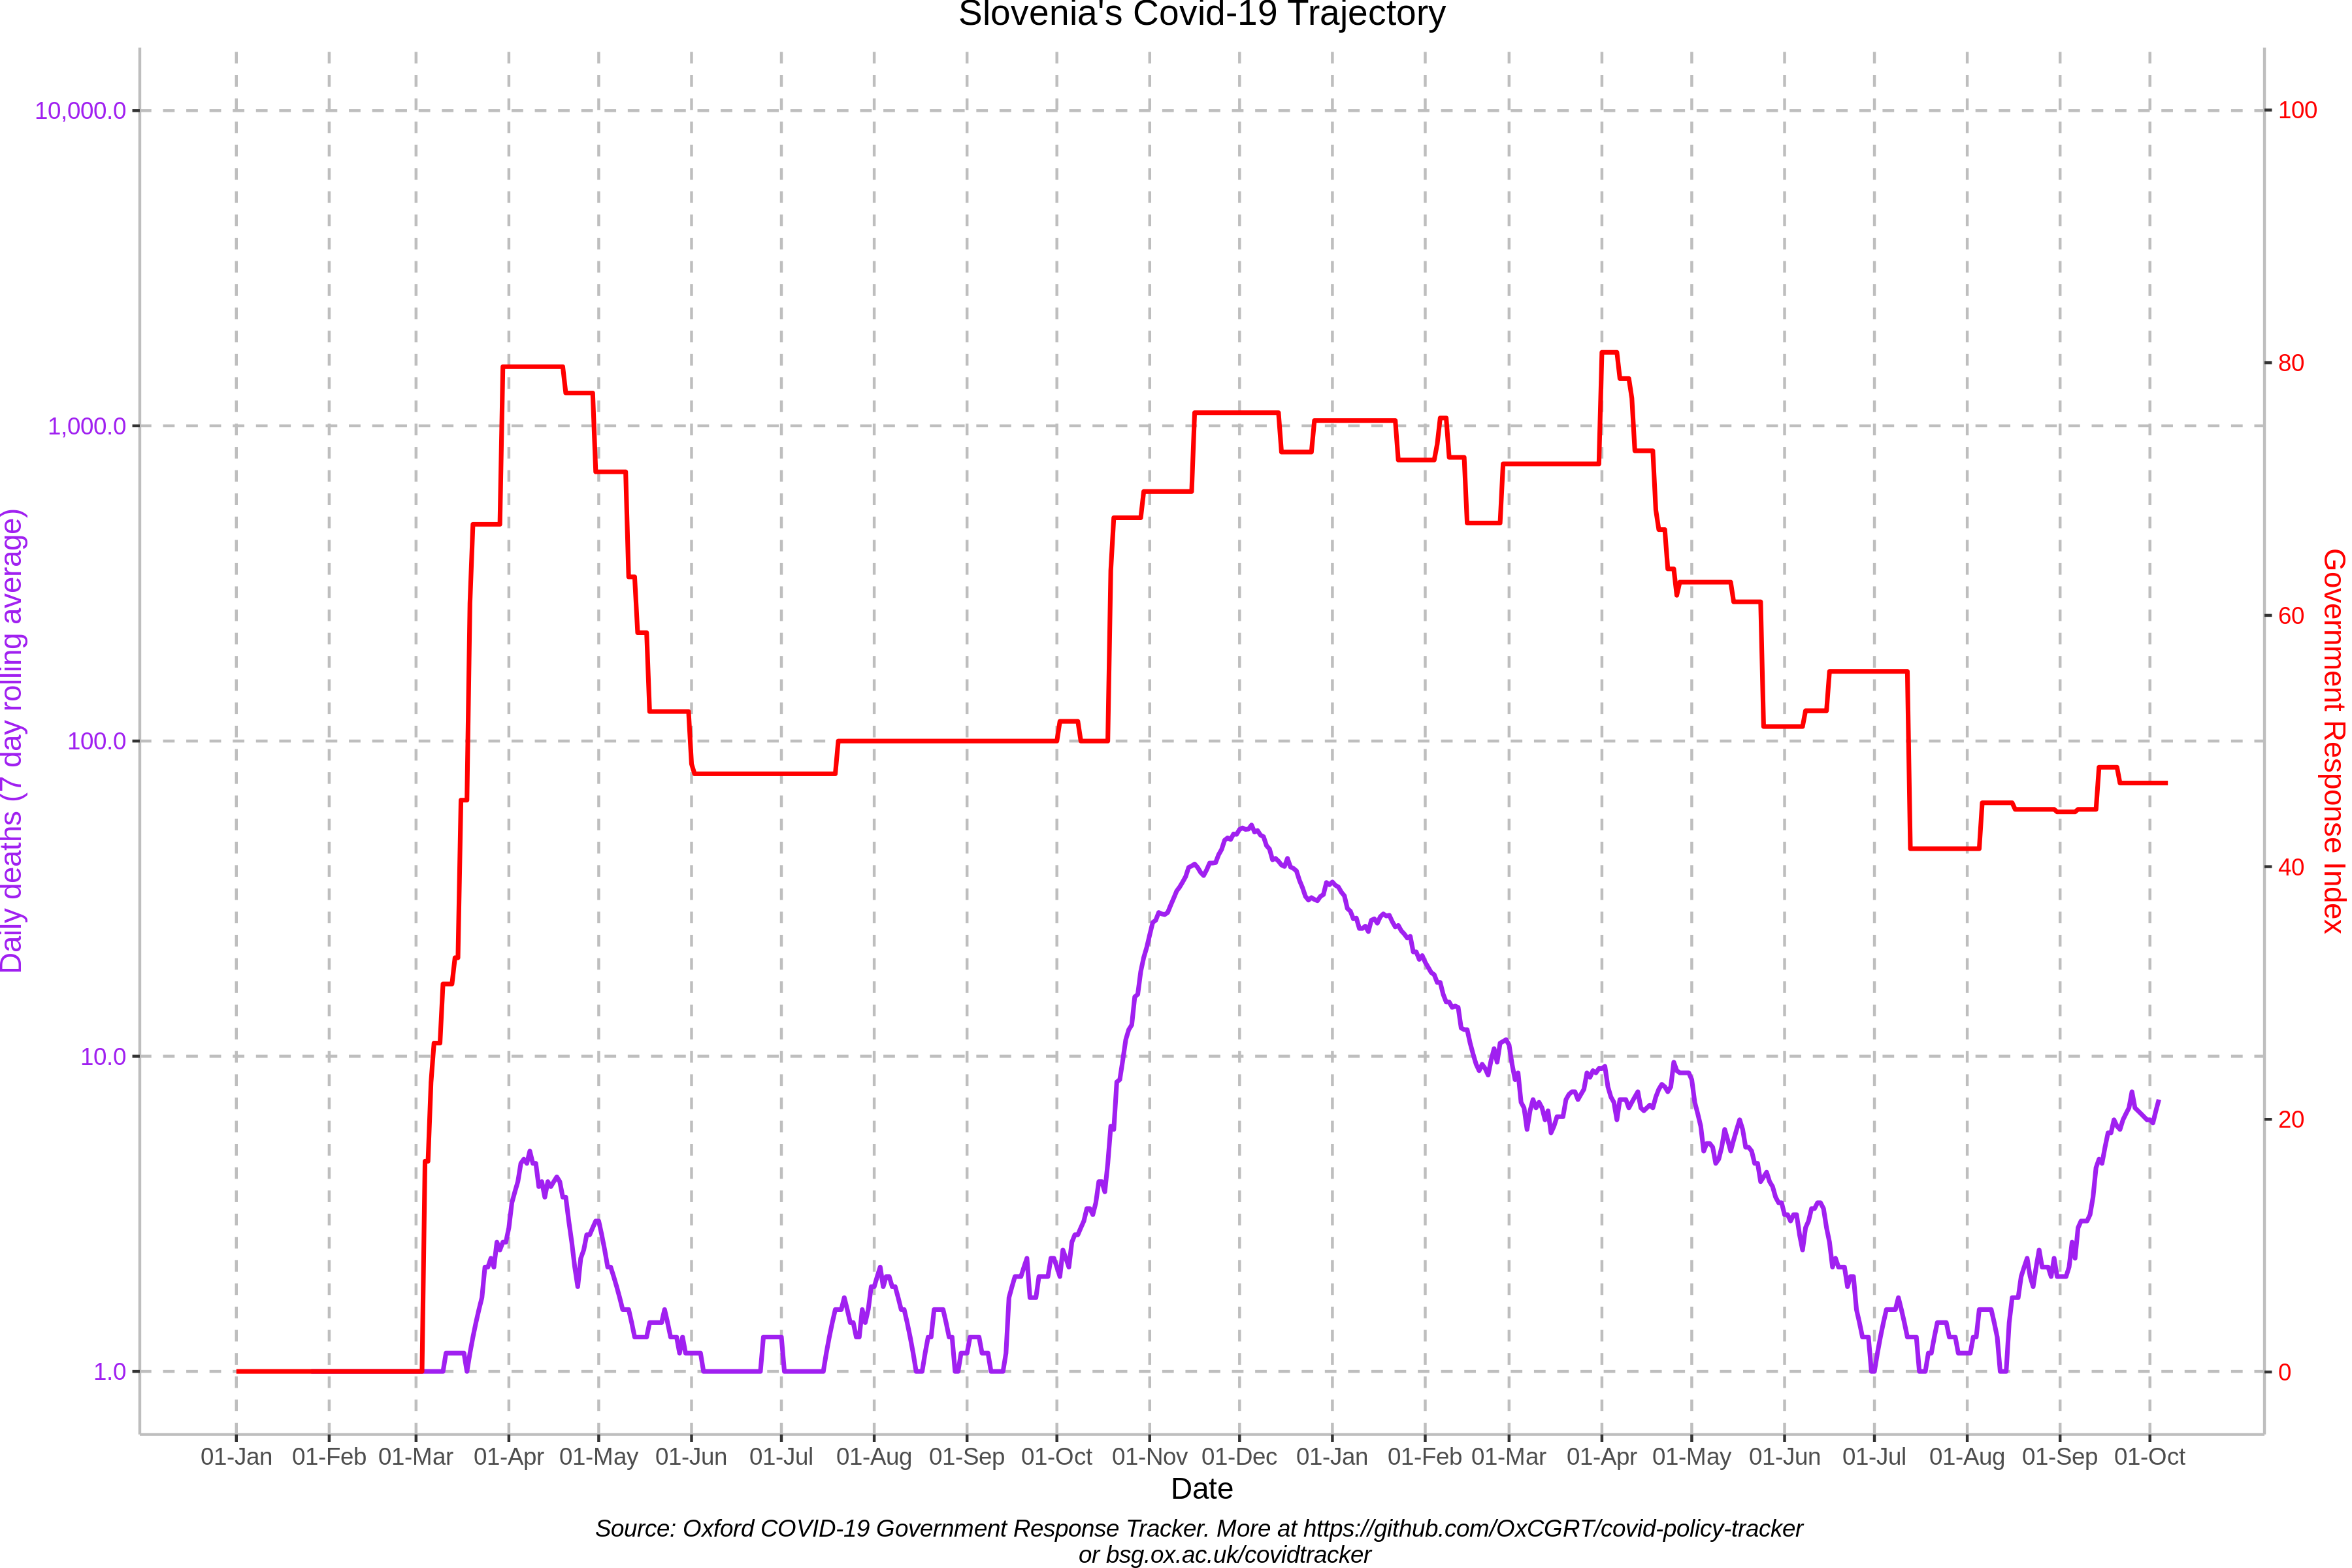 Slovenia's Covid-19 Trajectory
10,000.0
1,000.0
100.0
10.0
1.0
Daily deaths (7 day rolling average)
100
80
60
40
20
0
Government Response Index
01-Jan 01-Feb 01-Mar 01-Apr 01-May 01-Jun 01-Jul 01-Aug 01-Sep 01-Oct 01-Nov 01-Dec 01-Jan 01-Feb 01-Mar 01-Apr 01-May 01-Jun 01-Jul 01-Aug 01-Sep 01-Oct
Date
Source: Oxford COVID-19 Government Response Tracker. More at https://github.com/OxCGRT/covid-policy-tracker
or bsg.ox.ac.uk/covidtracker